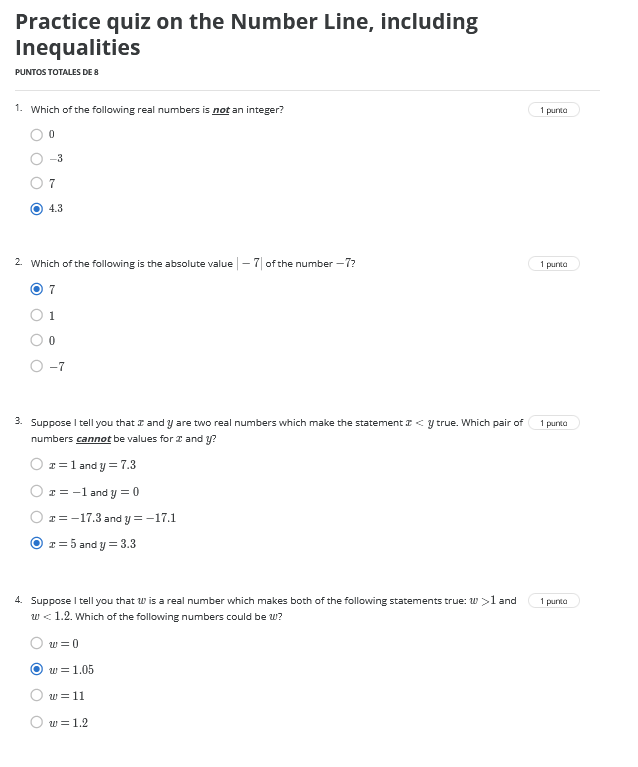 Practice quiz on the Number Line, including
Inequalities
PUNTOS TOTALES DE 8
1. Which of the following real numbers is not an integer? 1 punto
0
−3
7
4.3
2. Which of the following is the absolute value | − 7| of the number −7? 1 punto
7
1
0
−7
3. Suppose I tell you that x and y are two real numbers which make the statement x < y true. Which pair of 1 punto
numbers cannot be values for x and y?
x = 1 and y = 7.3
x = −1 and y = 0
x = −17.3 and y = −17.1
x = 5 and y = 3.3
4. Suppose I tell you that w is a real number which makes both of the following statements true: w >1 and 1 punto
w < 1.2. Which of the following numbers could be w?
w = 0
w = 1.05
w = 11
w = 1.2